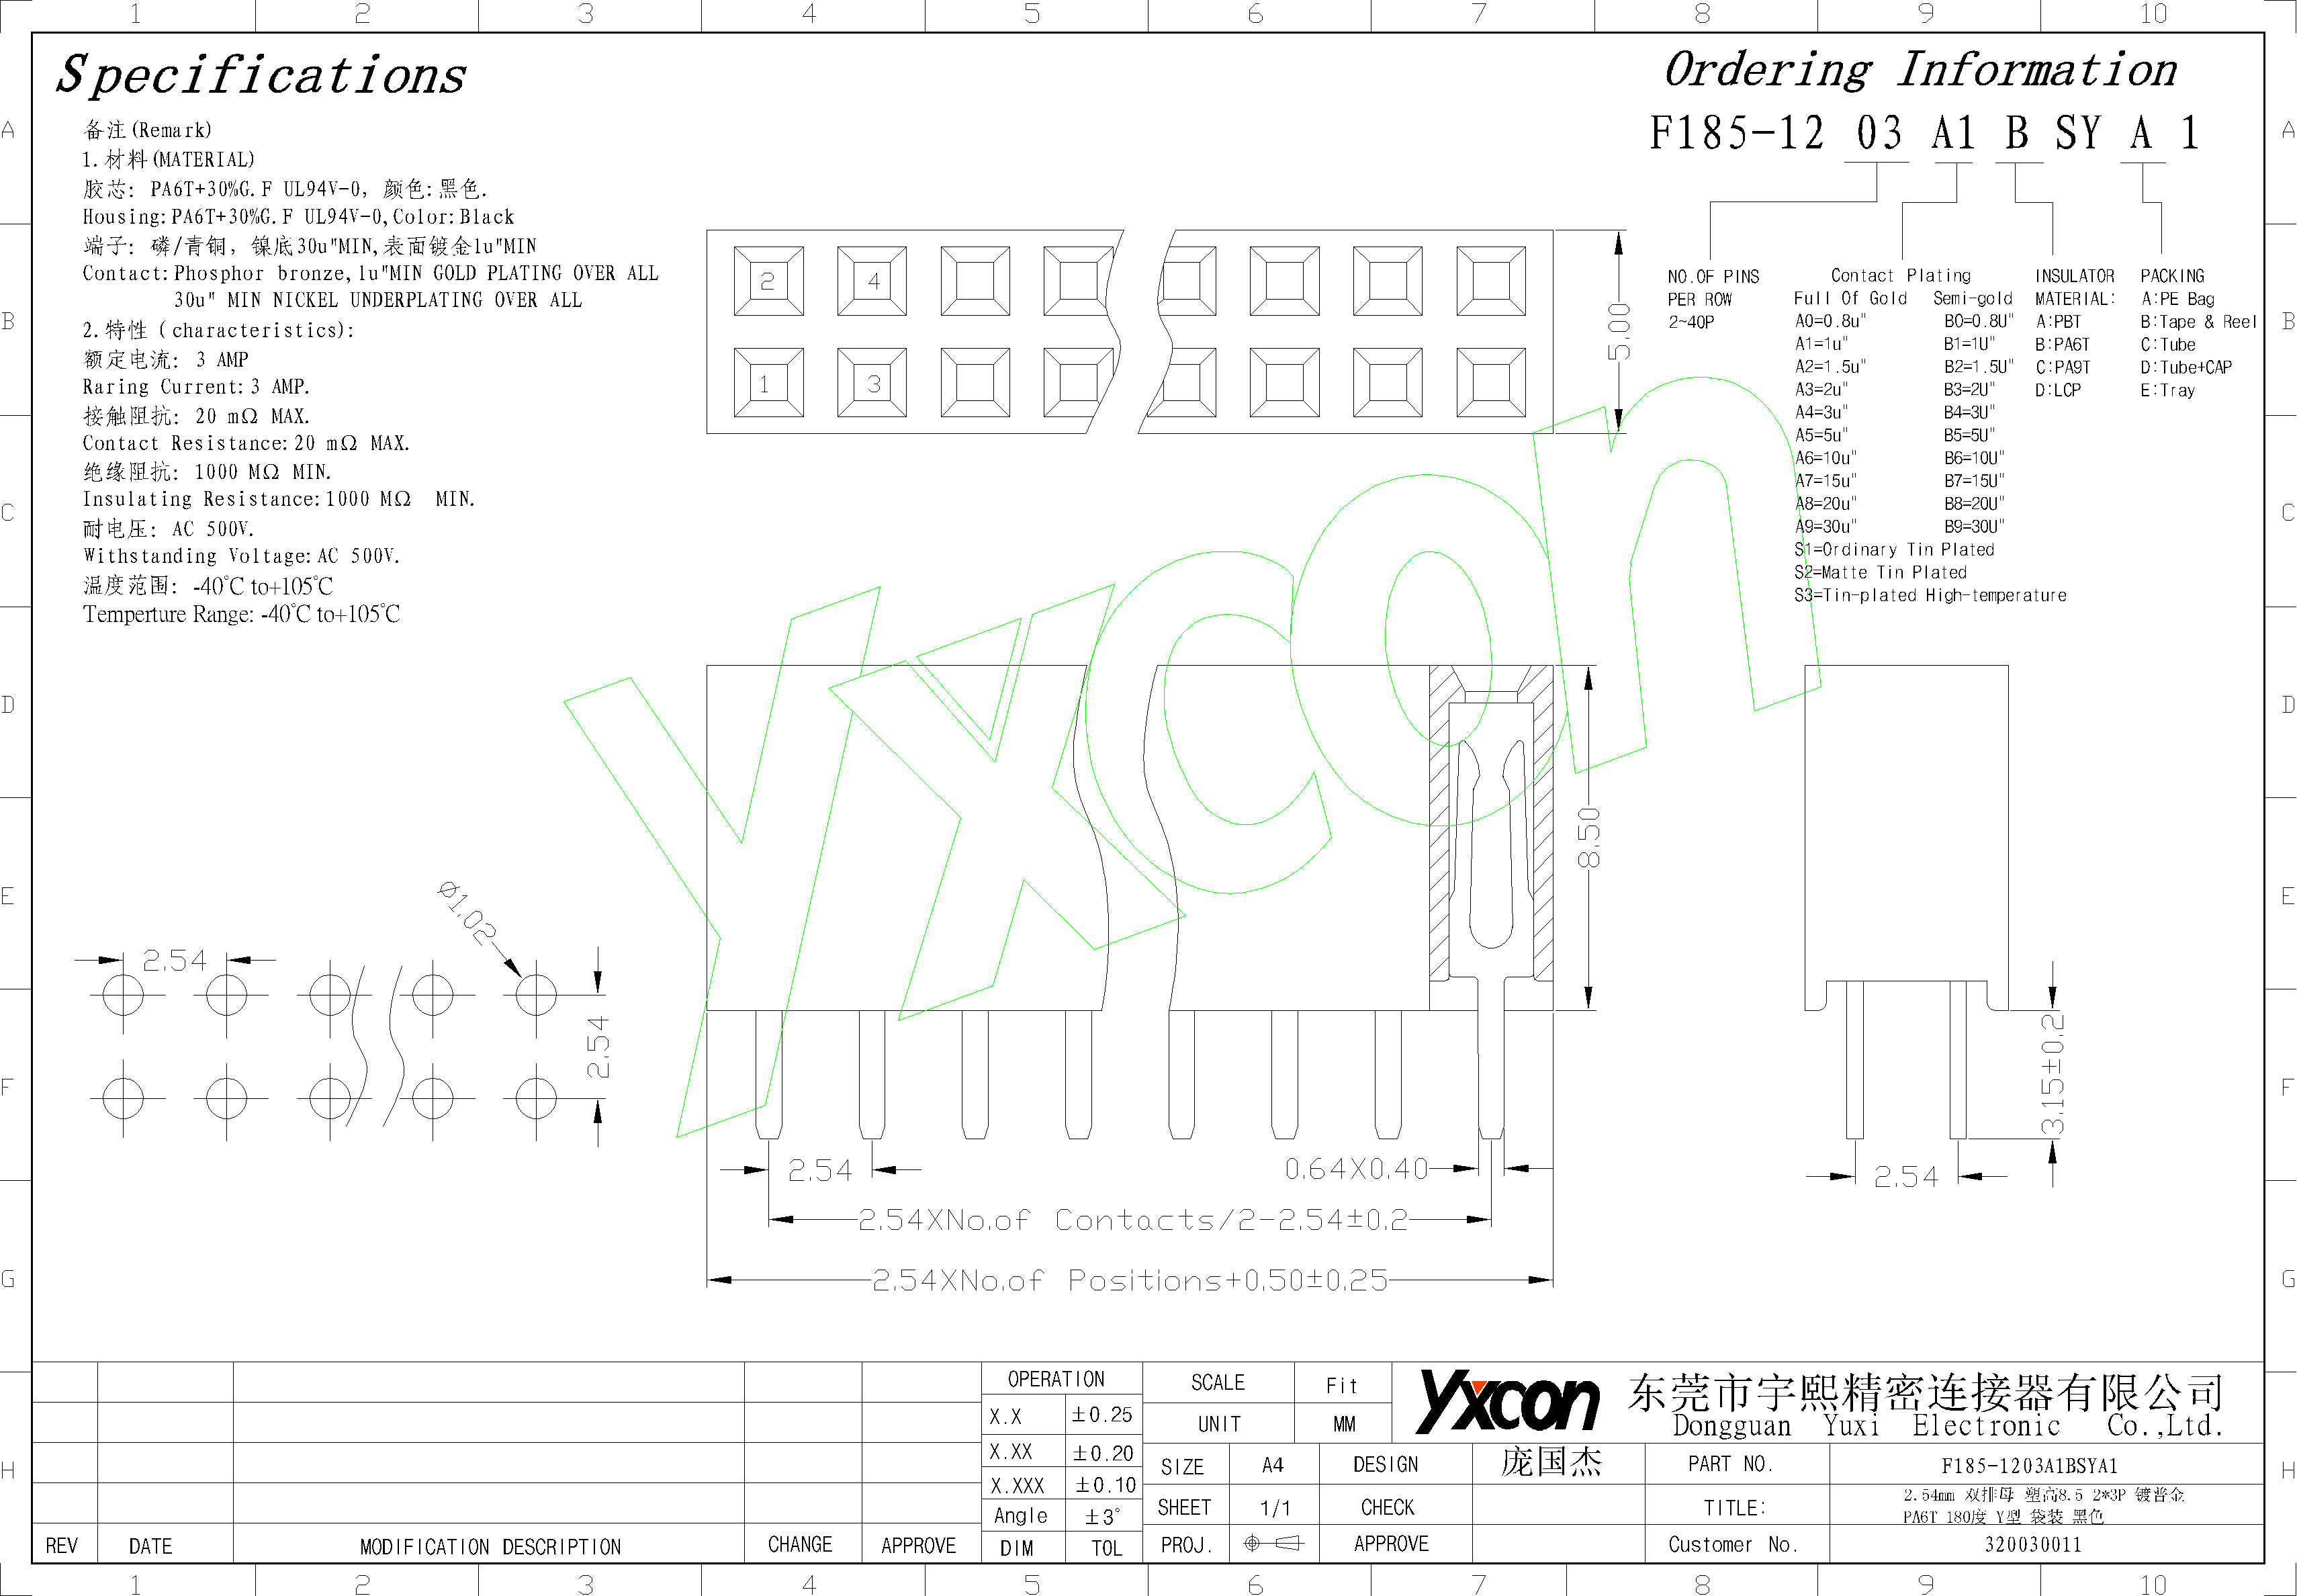 1 2 3 4 5 6 7 8 9 10
Specifications
备注(Remark)
1.材料(MATERIAL)
胶芯: PA6T+30%G.F UL94V-0, 颜色:黑色.
Housing:PA6T+30%G.F UL94V-0,Color:Black
端子: 磷/青铜, 镍底30u"MIN,表面镀金1u"MIN
Contact:Phosphor bronze,1u"MIN GOLD PLATING OVER ALL
30u" MIN NICKEL UNDERPLATING OVER ALL
2.特性 (characteristics):
额定电流: 3 AMP
Raring Current:3 AMP.
接触阻抗: 20 mΩ MAX.
Contact Resistance:20 mΩ MAX.
绝缘阻抗: 1000 MΩ MIN.
Insulating Resistance:1000 MΩ MIN.
耐电压: AC 500V.
Withstanding Voltage:AC 500V.
温度范围: -40℃ to+105℃
Temperture Range: -40℃ to+105℃
Ordering Information
F185-12 03 A1 B SY A 1
NO.OF PINS
PER ROW
2~40P
Contact Plating
Full Of Gold Semi-gold
A0=0.8u" B0=0.8U"
A1=1u" B1=1U"
A2=1.5u" B2=1.5U"
A3=2u" B3=2U"
A4=3u" B4=3U"
A5=5u" B5=5U"
A6=10u" B6=10U"
A7=15u" B7=15U"
A8=20u" B8=20U"
A9=30u" B9=30U"
S1=Ordinary Tin Plated
S2=Matte Tin Plated
S3=Tin-plated High-temperature
INSULATOR
MATERIAL:
A:PBT
B:PA6T
C:PA9T
D:LCP
PACKING
A:PE Bag
B:Tape & Reel
C:Tube
D:Tube+CAP
E:Tray
2 4
1 3
5.00
Yxcon
8.50
Ø1.02
2.54
2.54
2.54
0.64X0.40
2.54XNo.of Contacts/2-2.54±0.2
2.54XNo.of Positions+0.50±0.25
3.15±0.2
2.54
A A
B B
C C
D D
E E
F F
G G
H H
REV DATE MODIFICATION DESCRIPTION CHANGE APPROVE
OPERATION
X.X ±0.25
X.XX ±0.20
X.XXX ±0.10
Angle ±3°
DIM TOL
SCALE Fit
UNIT MM
SIZE A4 DESIGN 庞国杰
SHEET 1/1 CHECK
PROJ. APPROVE
Yxcon
东莞市宇熙精密连接器有限公司
Dongguan Yuxi Electronic Co.,Ltd.
PART NO. F185-1203A1BSYA1
TITLE: 2.54mm 双排母 塑高8.5 2*3P 镀普金
PA6T 180度 Y型 袋装 黑色
Customer No. 320030011
1 2 3 4 5 6 7 8 9 10